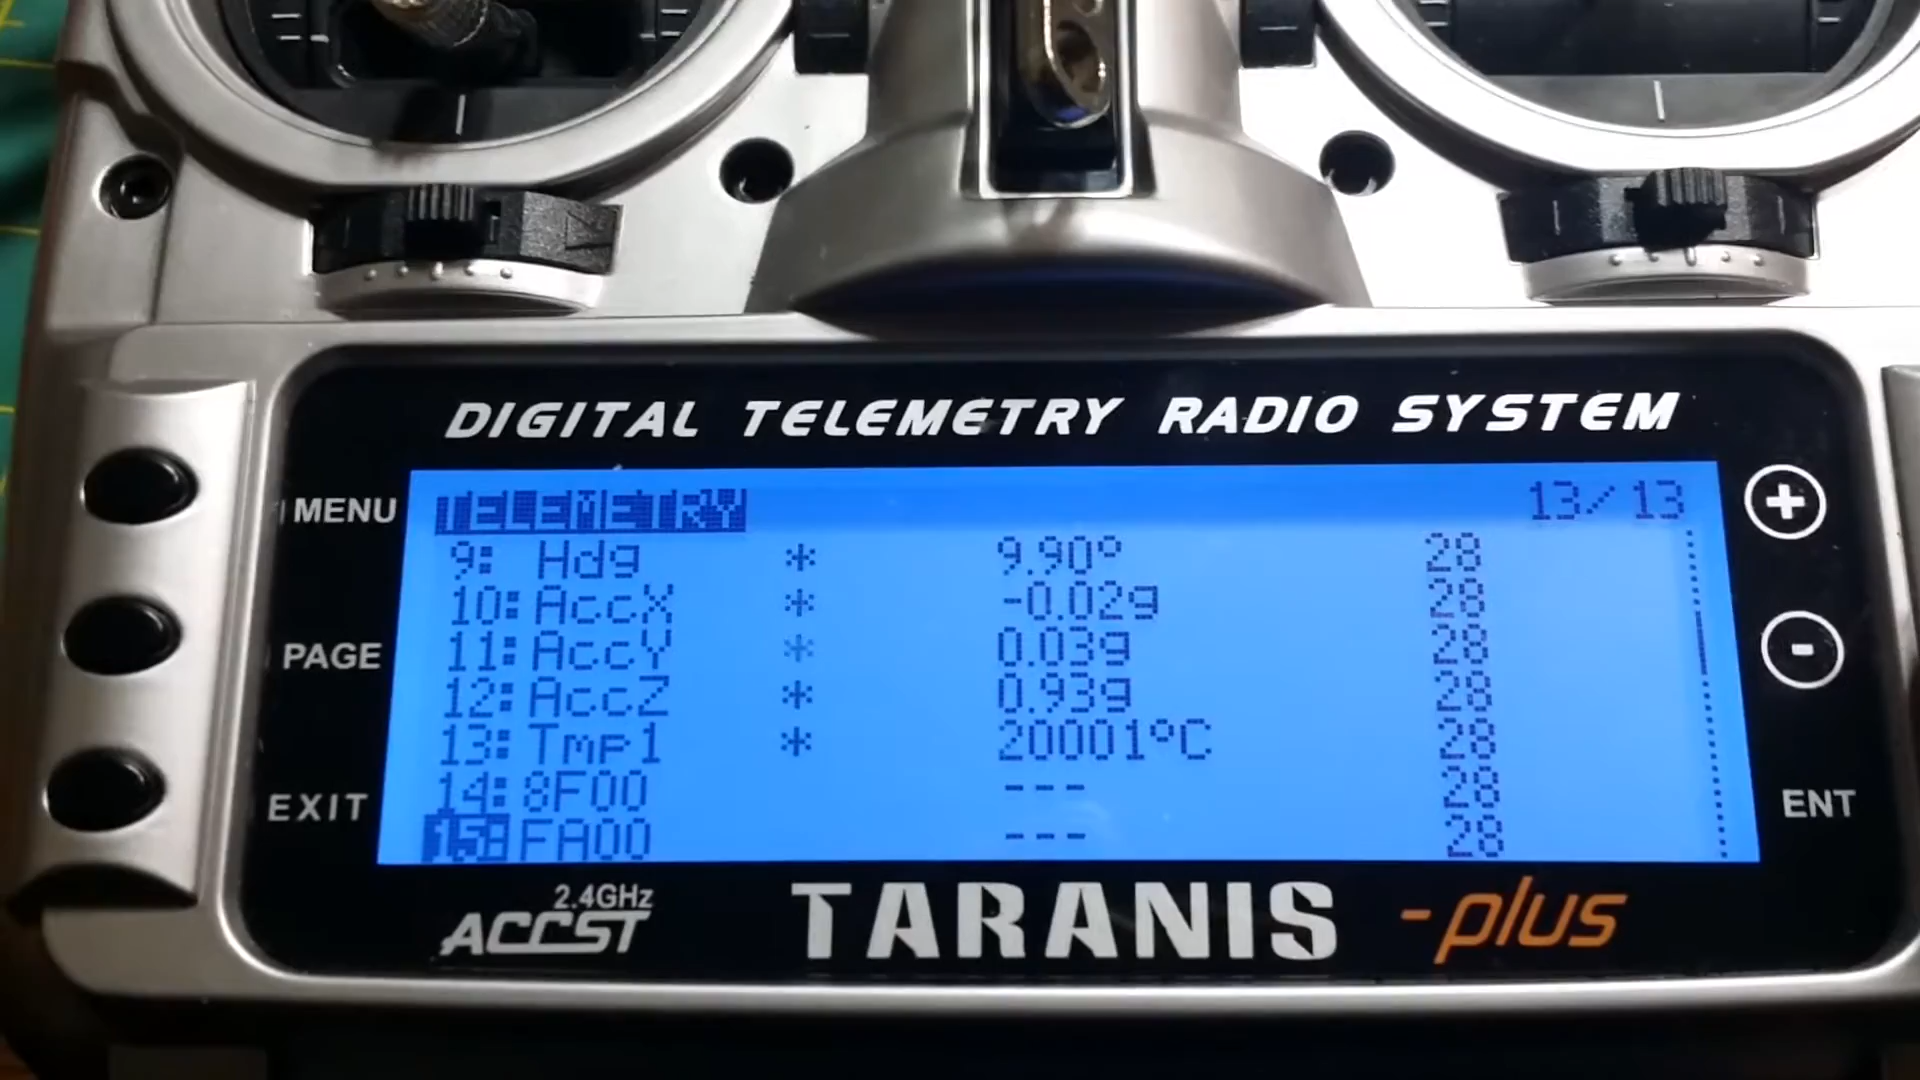 DIGITAL TELEMETRY RADIO SYSTEM
TELEMETRY 13/13
9: Hdg * 9.90º 28
10: AccX * -0.02g 28
11: AccY * 0.03g 28
12: AccZ * 0.93g 28
13: Tmp1 * 20001ºC 28
14: 8F00 --- 28
15: FA00 --- 28
MENU
PAGE
EXIT
+
-
ENT
2.4GHz
ACCST
TARANIS -plus